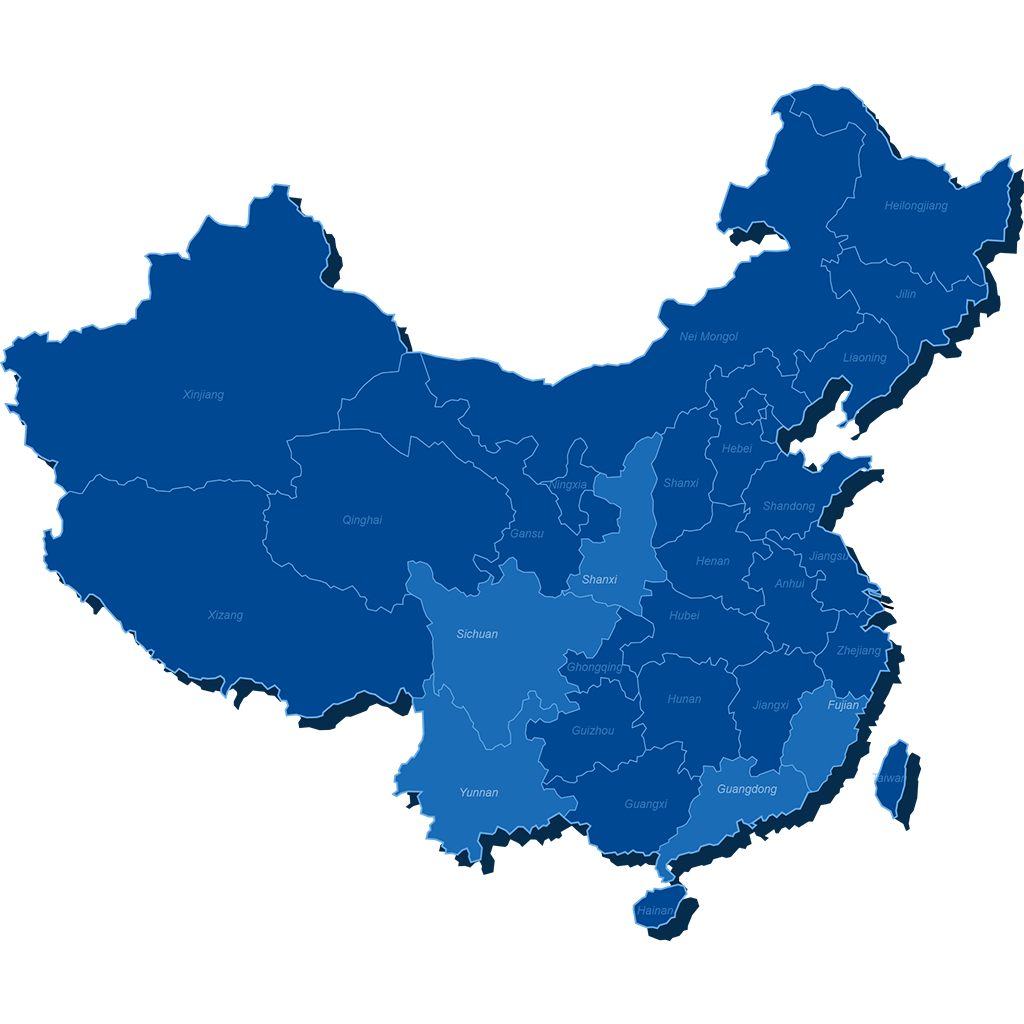 Heilongjiang
Jilin
Nei Mongol
Liaoning
Xinjiang
Hebei
Ningxia
Shanxi
Shandong
Qinghai
Gansu
Jiangsu
Henan
Shanxi
Anhui
Xizang
Hubei
Sichuan
Zhejiang
Ghongqing
Hunan
Jiangxi
Fujian
Guizhou
Taiwan
Yunnan
Guangdong
Guangxi
Hainan